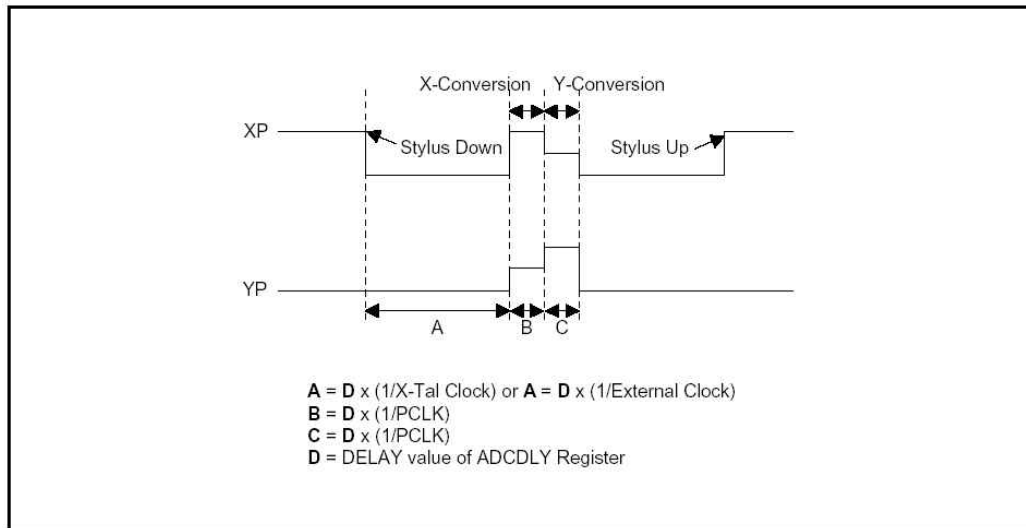 X-Conversion Y-Conversion
XP
Stylus Down
Stylus Up
YP
A
B
C
A = D x (1/X-Tal Clock) or A = D x (1/External Clock)
B = D x (1/PCLK)
C = D x (1/PCLK)
D = DELAY value of ADCDLY Register